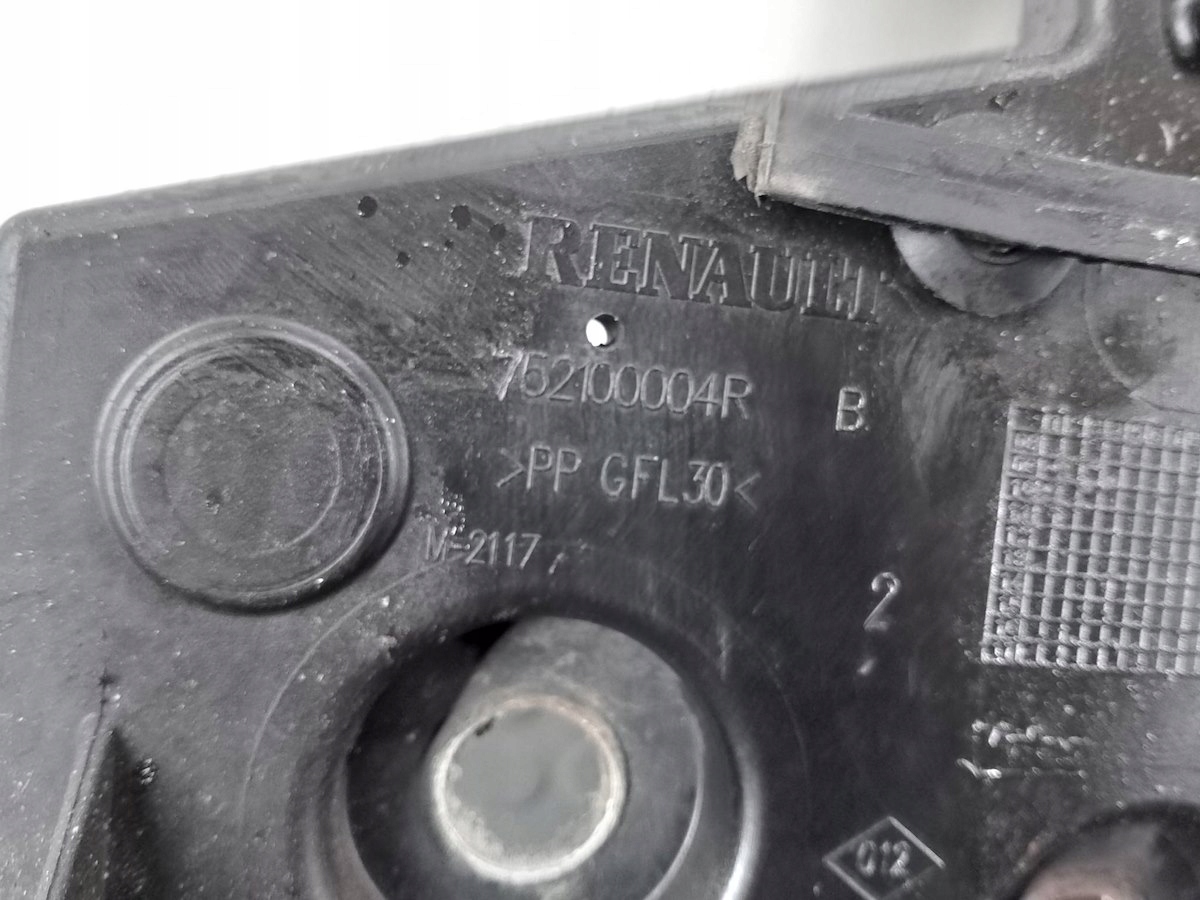 RENAULT
752100004R B
>PP GFL30<
M-2117
2
012